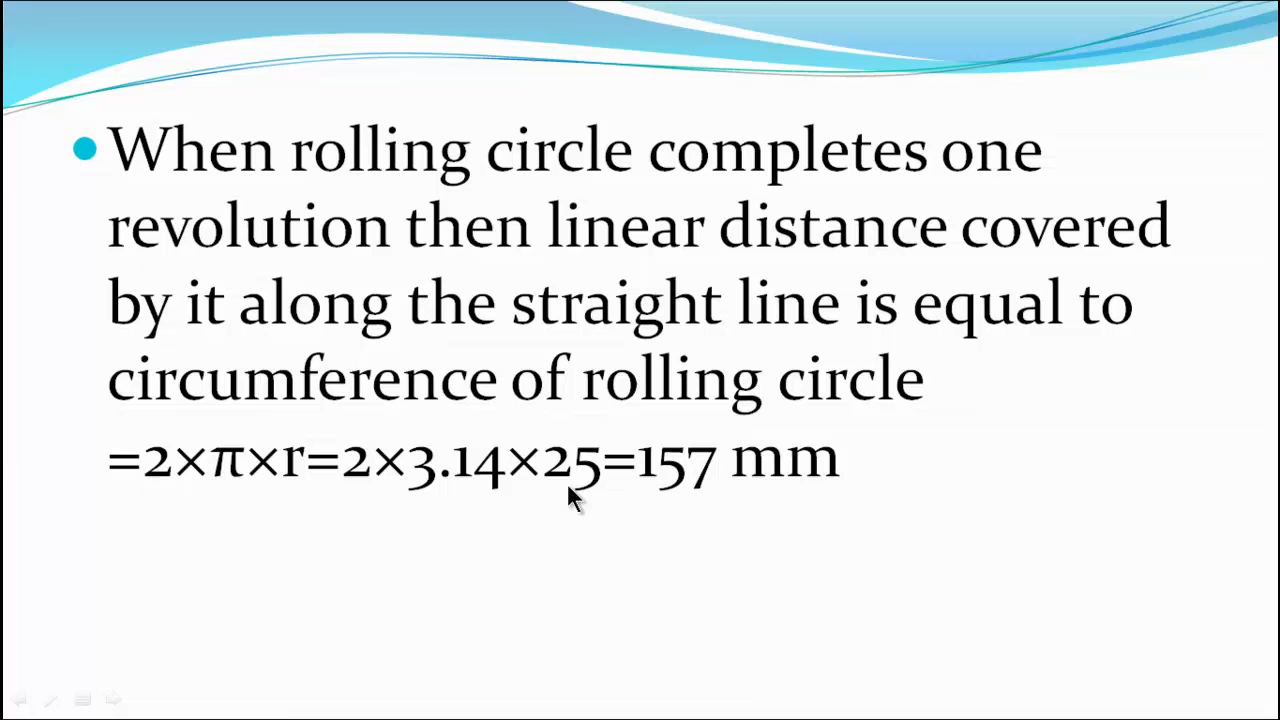 When rolling circle completes one
revolution then linear distance covered
by it along the straight line is equal to
circumference of rolling circle
=2×π×r=2×3.14×25=157 mm